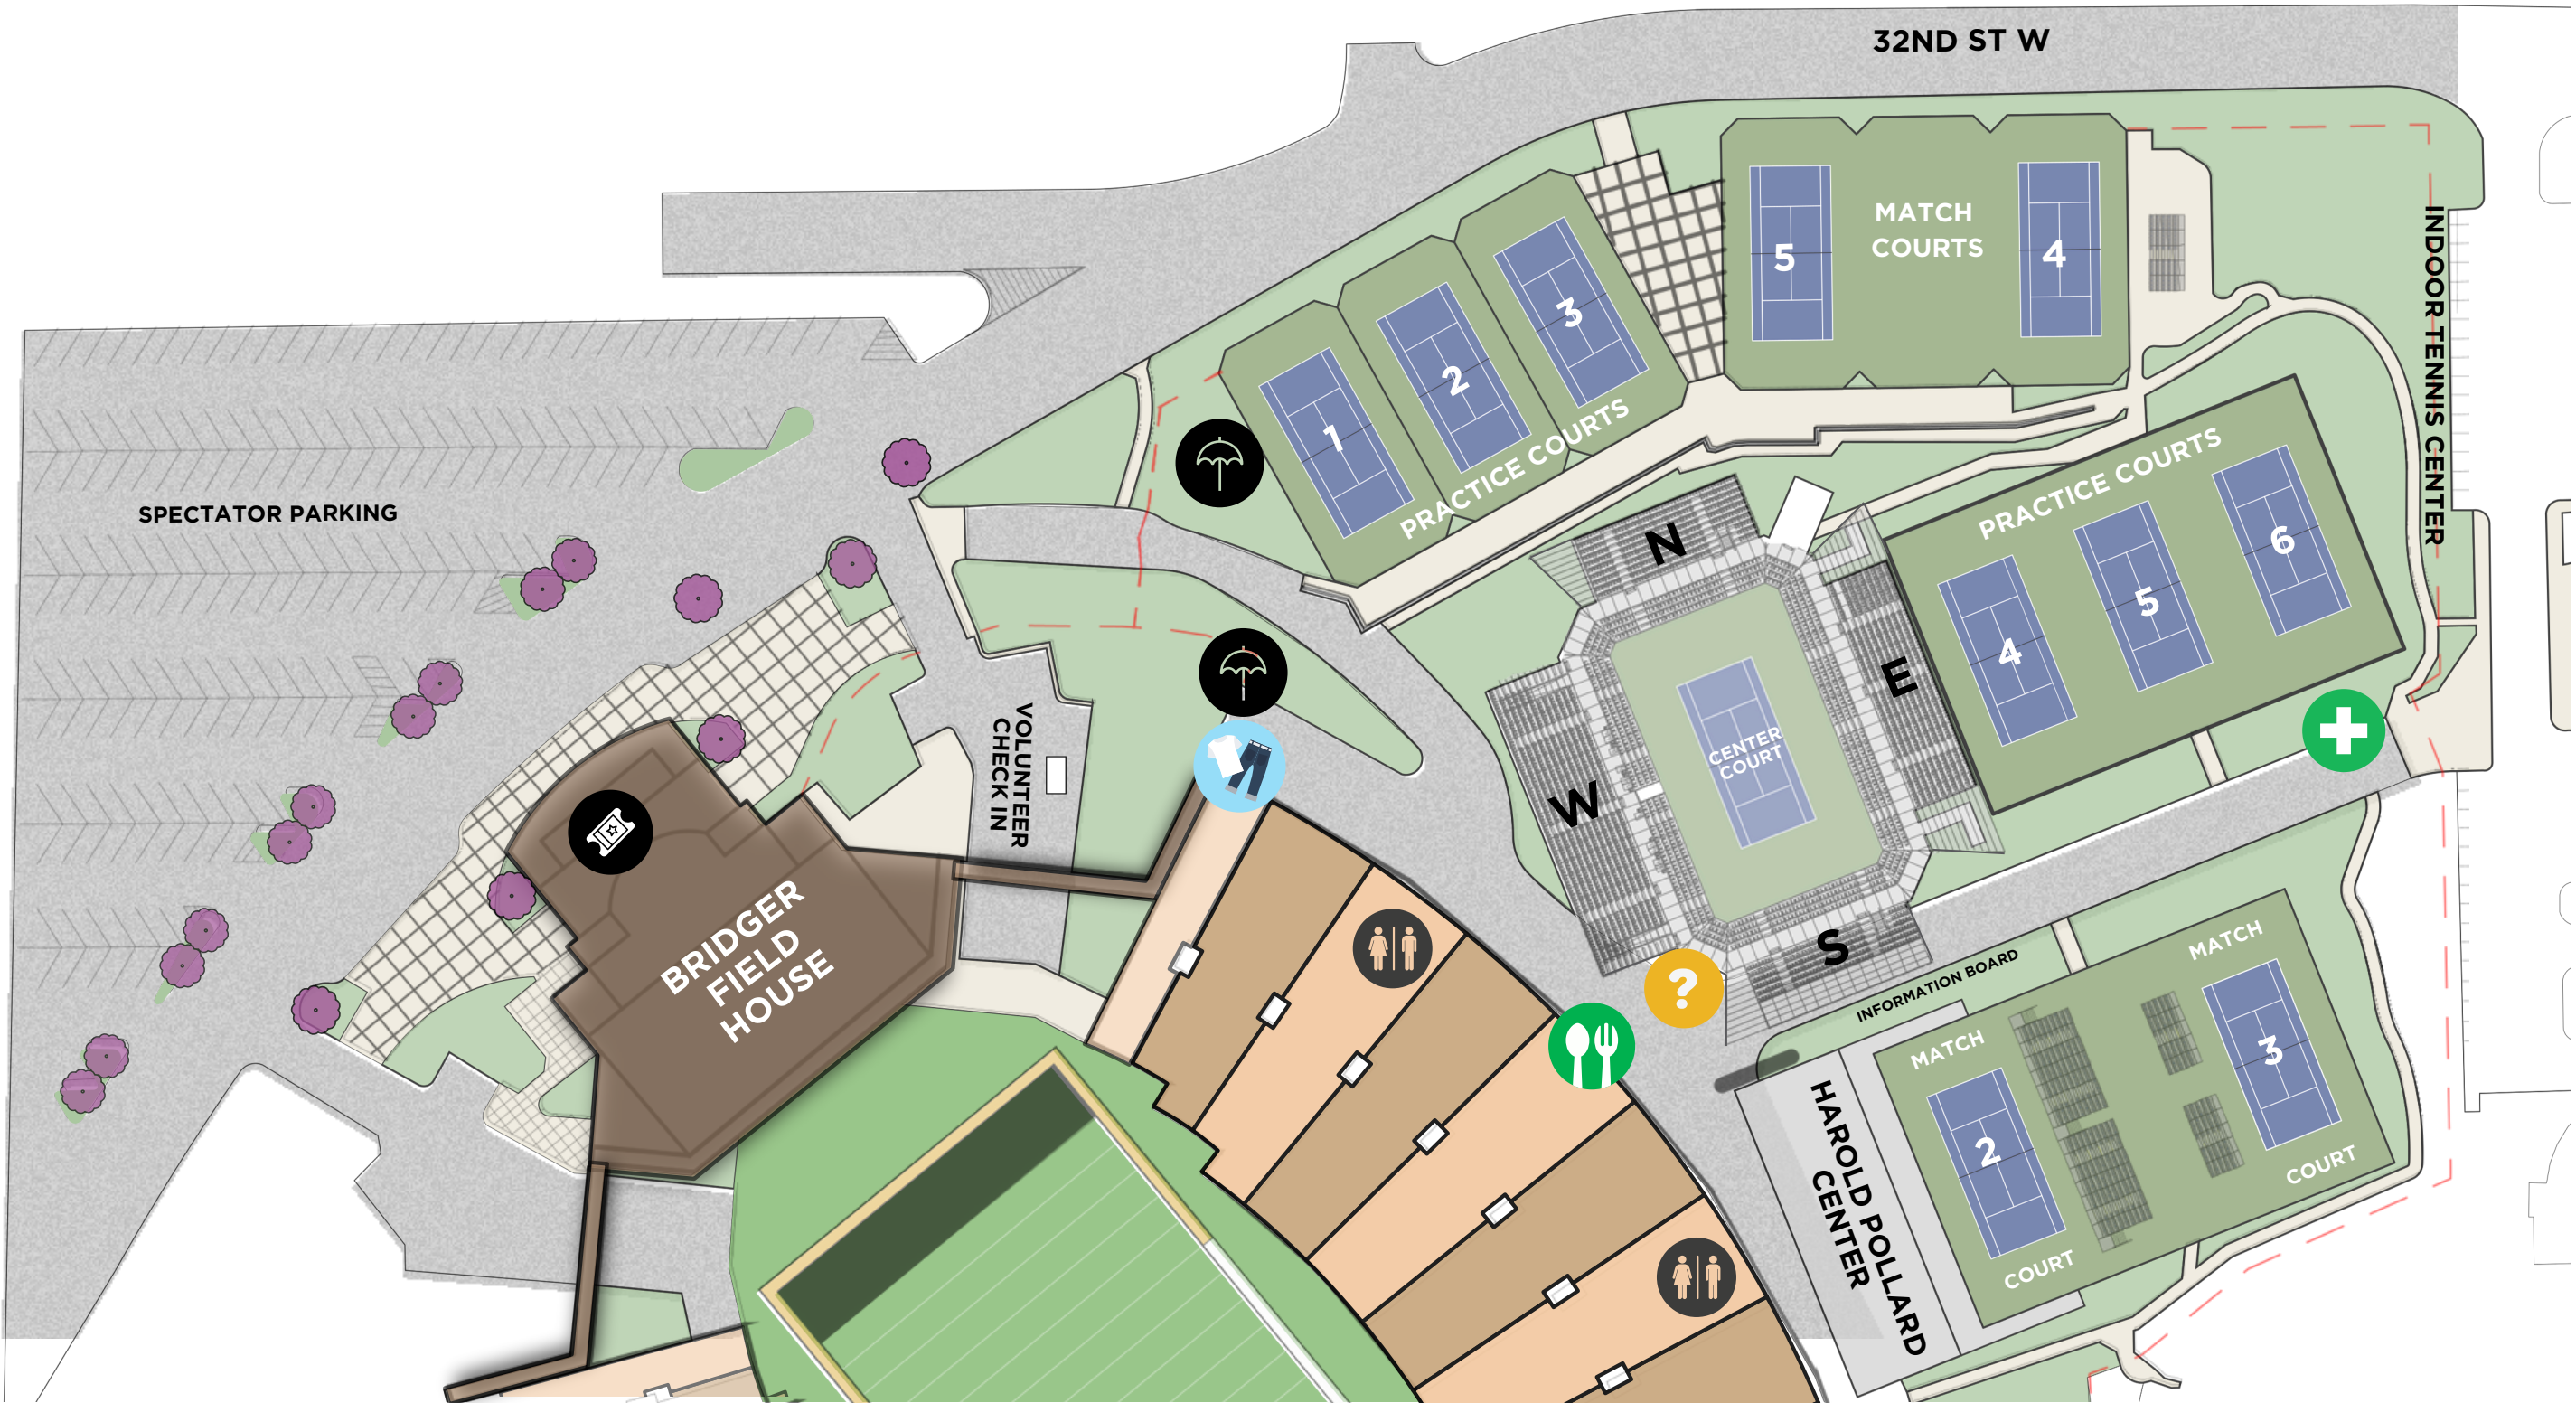 32ND ST W
MATCH
COURTS
5
4
INDOOR TENNIS CENTER
1
2
3
PRACTICE COURTS
SPECTATOR PARKING
PRACTICE COURTS
4
5
6
N
E
W
S
CENTER
COURT
VOLUNTEER
CHECK IN
BRIDGER
FIELD
HOUSE
?
INFORMATION BOARD
MATCH
2
COURT
MATCH
3
COURT
HAROLD POLLARD
CENTER